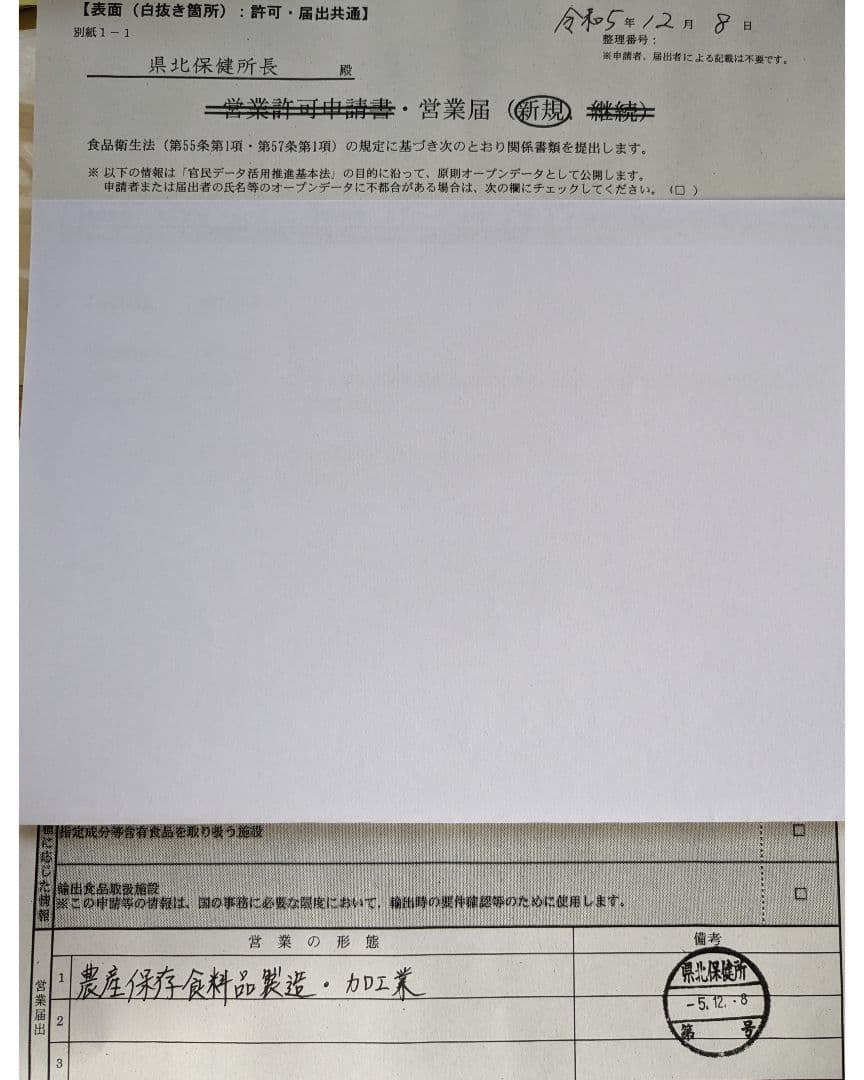 【表面（白抜き箇所）：許可・届出共通】
別紙１－１
令和5年12月8日
整理番号：
※申請者、届出者による記載は不要です。
県北保健所長 殿
営業許可申請書・営業届（新規、継続）
食品衛生法（第55条第1項・第57条第1項）の規定に基づき次のとおり関係書類を提出します。
※ 以下の情報は「官民データ活用推進基本法」の目的に沿って、原則オープンデータとして公開します。
申請者または届出者の氏名等のオープンデータに不都合がある場合は、次の欄にチェックしてください。（□ ）
に応じた情報
指定成分等含有食品を取り扱う施設 □
輸出食品取扱施設
※この申請等の情報は、国の事務に必要な限度において、輸出時の要件確認等のために使用します。 □
営業届出
営業の形態 備考
1 農産保存食料品製造・加工業
2
3
県北保健所
-5.12.-8
第 号